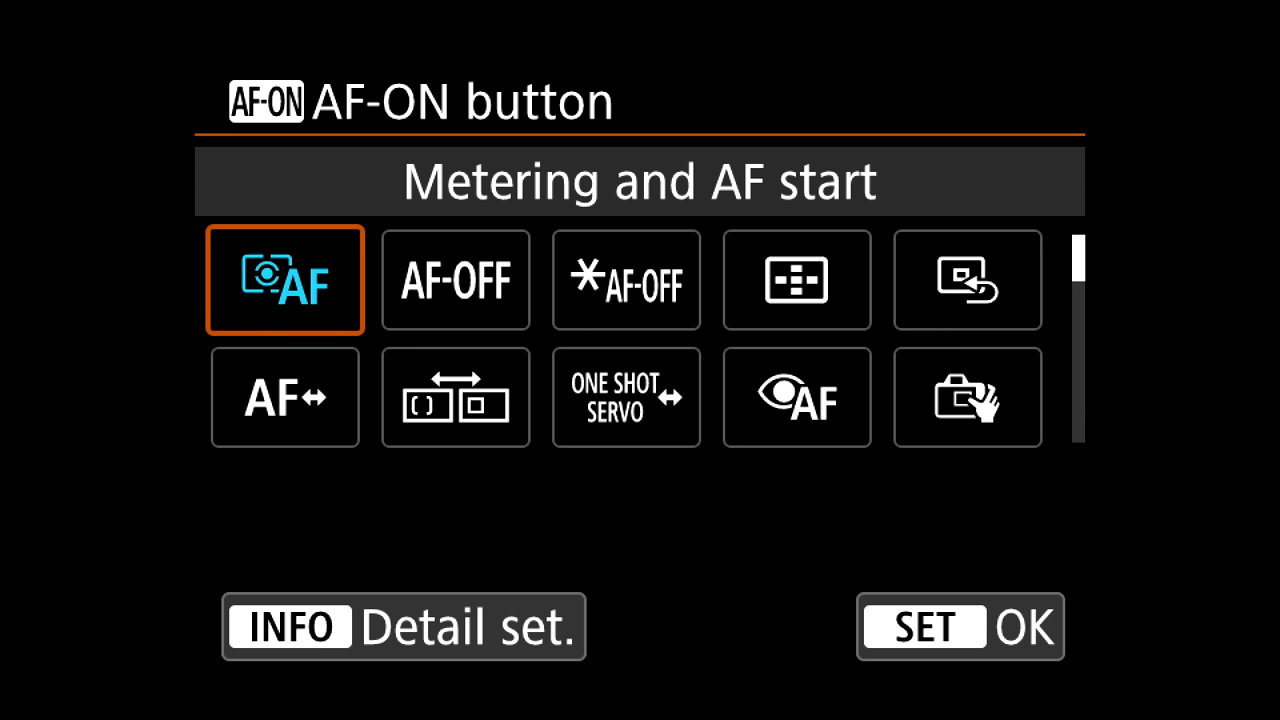 AF-ON AF-ON button
Metering and AF start
AF AF-OFF *AF-OFF
AF ONE SHOT SERVO AF
INFO Detail set. SET OK